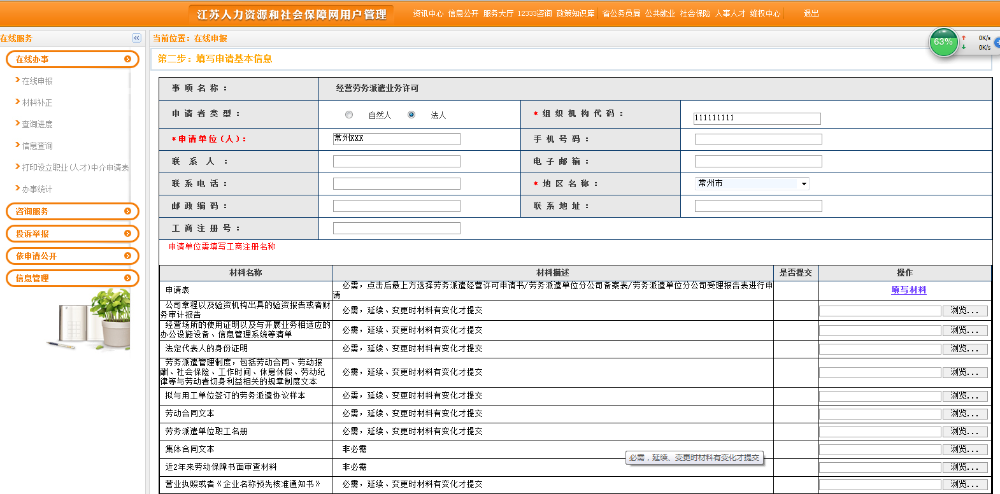 江苏人力资源和社会保障网用户管理
资讯中心 信息公开 服务大厅 12333咨询 政策知识库 省公务员局 公共就业 社会保险 人事人才 维权中心 退出
在线服务
当前位置：在线申报
63%
0K/s
0K/s
在线办事
在线申报
材料补正
查询进度
信息查询
打印设立职业(人才)中介申请表
办事统计
咨询服务
投诉举报
依申请公开
信息管理
第二步：填写申请基本信息
事项名称： 经营劳务派遣业务许可
申请者类型： 自然人 法人 *组织机构代码： 111111111
*申请单位(人)： 常州XXX 手机号码：
联系人： 电子邮箱：
联系电话： *地区名称： 常州市
邮政编码： 联系地址：
工商注册号：
申请单位需填写工商注册名称
材料名称 材料描述 是否提交 操作
申请表 必需，点击后最上方选择劳务派遣经营许可申请书/劳务派遣单位分公司备案表/劳务派遣单位分公司受理报告表进行申
请 填写材料
公司章程以及验资机构出具的验资报告或者财
务审计报告 必需，延续、变更时材料有变化才提交 浏览...
经营场所的使用证明以及与开展业务相适应的
办公设施设备、信息管理系统等清单 必需，延续、变更时材料有变化才提交 浏览...
法定代表人的身份证明 必需，延续、变更时材料有变化才提交 浏览...
劳务派遣管理制度，包括劳动合同、劳动报
酬、社会保险、工作时间、休息休假、劳动纪
律等与劳动者切身利益相关的规章制度文本 必需，延续、变更时材料有变化才提交 浏览...
拟与用工单位签订的劳务派遣协议样本 必需，延续、变更时材料有变化才提交 浏览...
劳动合同文本 必需，延续、变更时材料有变化才提交 浏览...
劳务派遣单位职工名册 必需，延续、变更时材料有变化才提交 浏览...
集体合同文本 非必需 浏览...
必需，延续、变更时材料有变化才提交
近2年来劳动保障书面审查材料 非必需 浏览...
营业执照或者《企业名称预先核准通知书》 必需，延续、变更时材料有变化才提交 浏览...